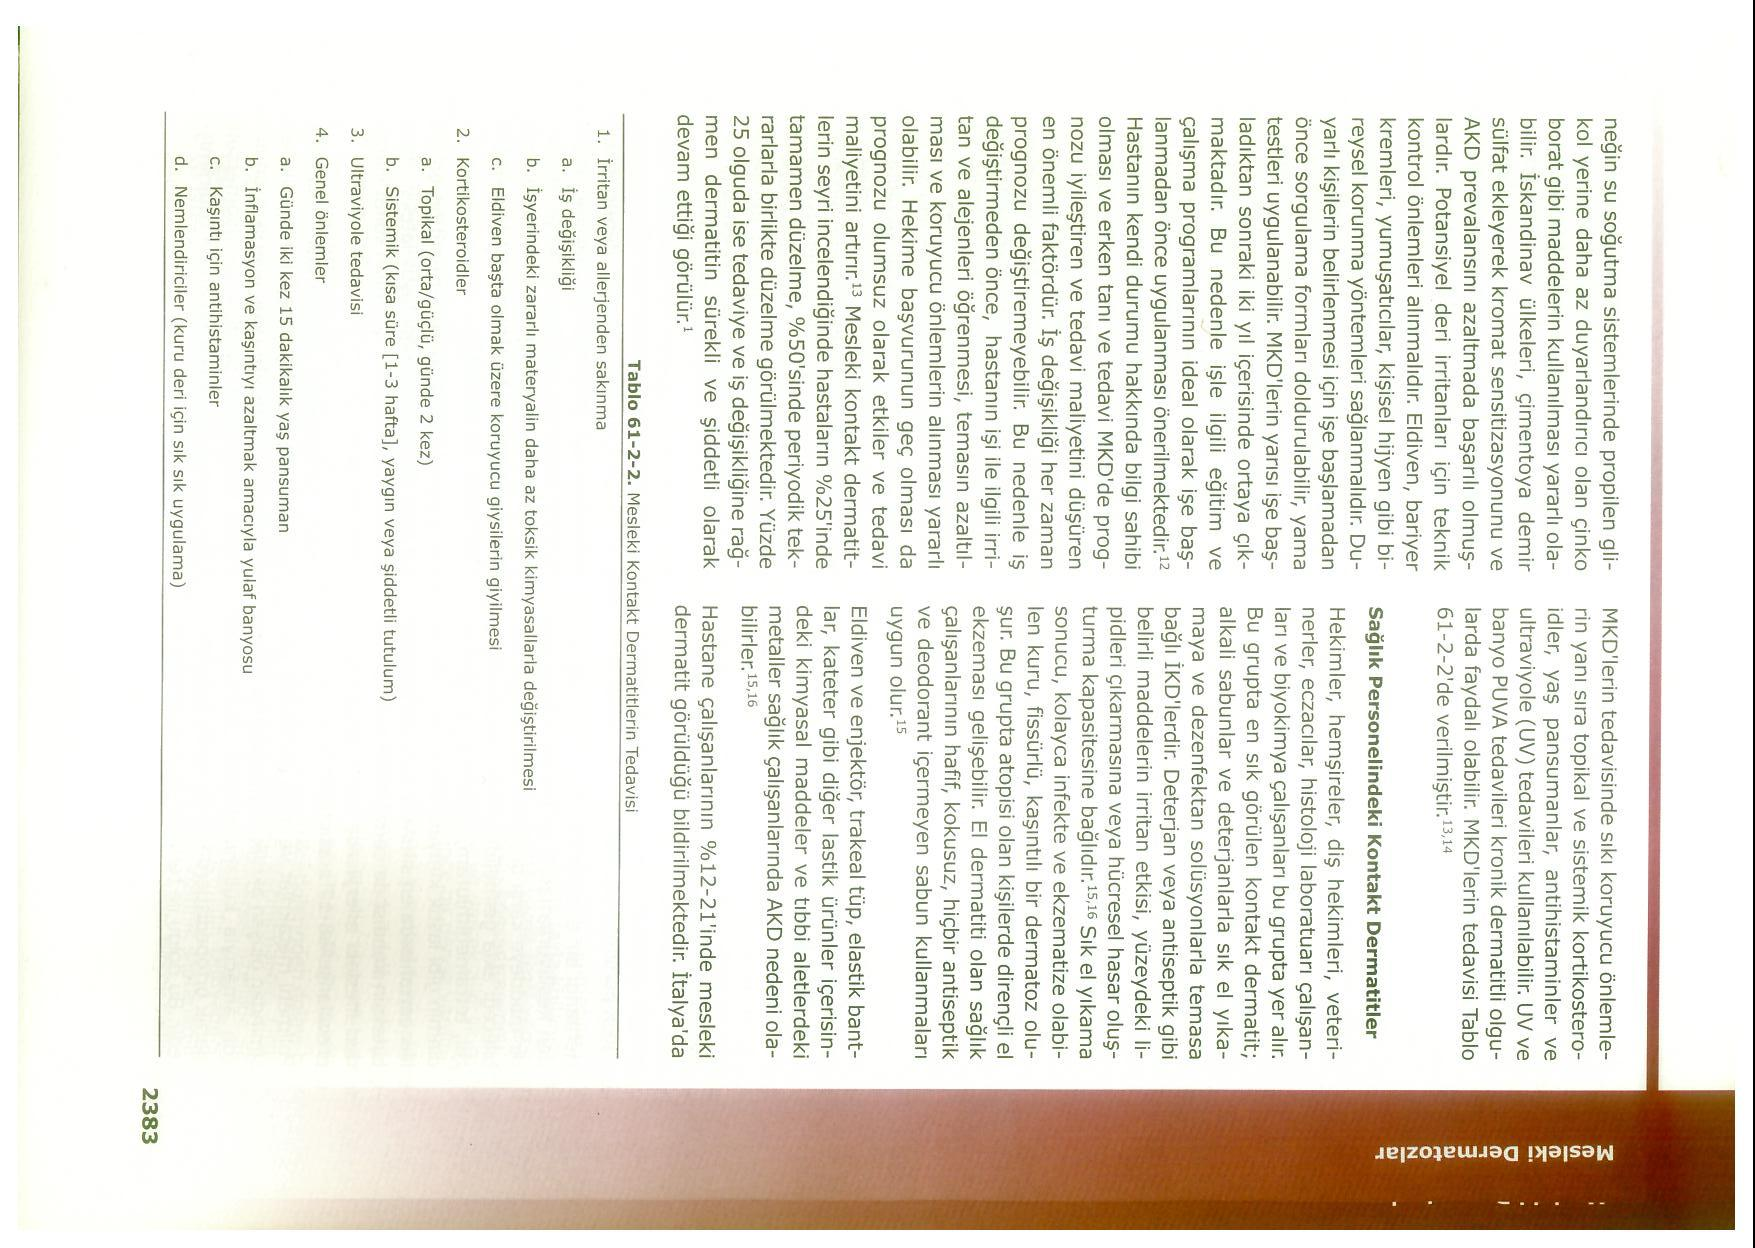 neğin su soğutma sistemlerinde propilen gli-
kol yerine daha az duyarlandırıcı olan çinko
borat gibi maddelerin kullanılması yararlı ola-
bilir. İskandinav ülkeleri, çimentoya demir
sülfat ekleyerek kromat sensitizasyonunu ve
AKD prevalansını azaltmada başarılı olmuş-
lardır. Potansiyel deri irritanları için teknik
kontrol önlemleri alınmalıdır. Eldiven, bariyer
kremleri, yumuşatıcılar, kişisel hijyen gibi bi-
reysel korunma yöntemleri sağlanmalıdır. Du-
yarlı kişilerin belirlenmesi için işe başlamadan
önce sorgulama formları doldurulabilir, yama
testleri uygulanabilir. MKD'lerin yarısı işe baş-
ladıktan sonraki iki yıl içerisinde ortaya çık-
maktadır. Bu nedenle işle ilgili eğitim ve
çalışma programlarının ideal olarak işe baş-
lanmadan önce uygulanması önerilmektedir.12
Hastanın kendi durumu hakkında bilgi sahibi
olması ve erken tanı ve tedavi MKD'de prog-
nozu iyileştiren ve tedavi maliyetini düşüren
en önemli faktördür. İş değişikliği her zaman
prognozu değiştiremeyebilir. Bu nedenle iş
değiştirmeden önce, hastanın işi ile ilgili irri-
tan ve alejenleri öğrenmesi, temasın azaltıl-
ması ve koruyucu önlemlerin alınması yararlı
olabilir. Hekime başvurunun geç olması da
prognozu olumsuz olarak etkiler ve tedavi
maliyetini artırır.13 Mesleki kontakt dermatit-
lerin seyri incelendiğinde hastaların %25'inde
tamamen düzelme, %50'sinde periyodik tek-
rarlarla birlikte düzelme görülmektedir. Yüzde
25 olguda ise tedaviye ve iş değişikliğine rağ-
men dermatitin sürekli ve şiddetli olarak
devam ettiği görülür.1
MKD'lerin tedavisinde sıkı koruyucu önlemle-
rin yanı sıra topikal ve sistemik kortikostero-
idler, yaş pansumanlar, antihistaminler ve
ultraviyole (UV) tedavileri kullanılabilir. UV ve
banyo PUVA tedavileri kronik dermatitli olgu-
larda faydalı olabilir. MKD'lerin tedavisi Tablo
61-2-2'de verilmiştir.13,14
Sağlık Personelindeki Kontakt Dermatitler
Hekimler, hemşireler, diş hekimleri, veteri-
nerler, eczacılar, histoloji laboratuarı çalışan-
ları ve biyokimya çalışanları bu grupta yer alır.
Bu grupta en sık görülen kontakt dermatit;
alkali sabunlar ve deterjanlarla sık el yıka-
maya ve dezenfektan solüsyonlarla temasa
bağlı İKD'lerdir. Deterjan veya antiseptik gibi
belirli maddelerin irritan etkisi, yüzeydeki li-
pidleri çıkarmasına veya hücresel hasar oluş-
turma kapasitesine bağlıdır.15,16 Sık el yıkama
sonucu, kolayca infekte ve ekzematize olabi-
len kuru, fissürlü, kaşıntılı bir dermatoz olu-
şur. Bu grupta atopisi olan kişilerde dirençli el
ekzeması gelişebilir. El dermatiti olan sağlık
çalışanlarının hafif, kokusuz, hiçbir antiseptik
ve deodorant içermeyen sabun kullanmaları
uygun olur.15
Eldiven ve enjektör, trakeal tüp, elastik bant-
lar, kateter gibi diğer lastik ürünler içerisin-
deki kimyasal maddeler ve tıbbi aletlerdeki
metaller sağlık çalışanlarında AKD nedeni ola-
bilirler.15,16
Hastane çalışanlarının %12-21'inde mesleki
dermatit görüldüğü bildirilmektedir. İtalya'da
Tablo 61-2-2. Mesleki Kontakt Dermatitlerin Tedavisi
1. İrritan veya allerjenden sakınma
a. İş değişikliği
b. İşyerindeki zararlı materyalin daha az toksik kimyasallarla değiştirilmesi
c. Eldiven başta olmak üzere koruyucu giysilerin giyilmesi
2. Kortikosteroidler
a. Topikal (orta/güçlü, günde 2 kez)
b. Sistemik (kısa süre [1-3 hafta], yaygın veya şiddetli tutulum)
3. Ultraviyole tedavisi
4. Genel önlemler
a. Günde iki kez 15 dakikalık yaş pansuman
b. İnflamasyon ve kaşıntıyı azaltmak amacıyla yulaf banyosu
c. Kaşıntı için antihistaminler
d. Nemlendiriciler (kuru deri için sık sık uygulama)
Mesleki Dermatozlar
2383